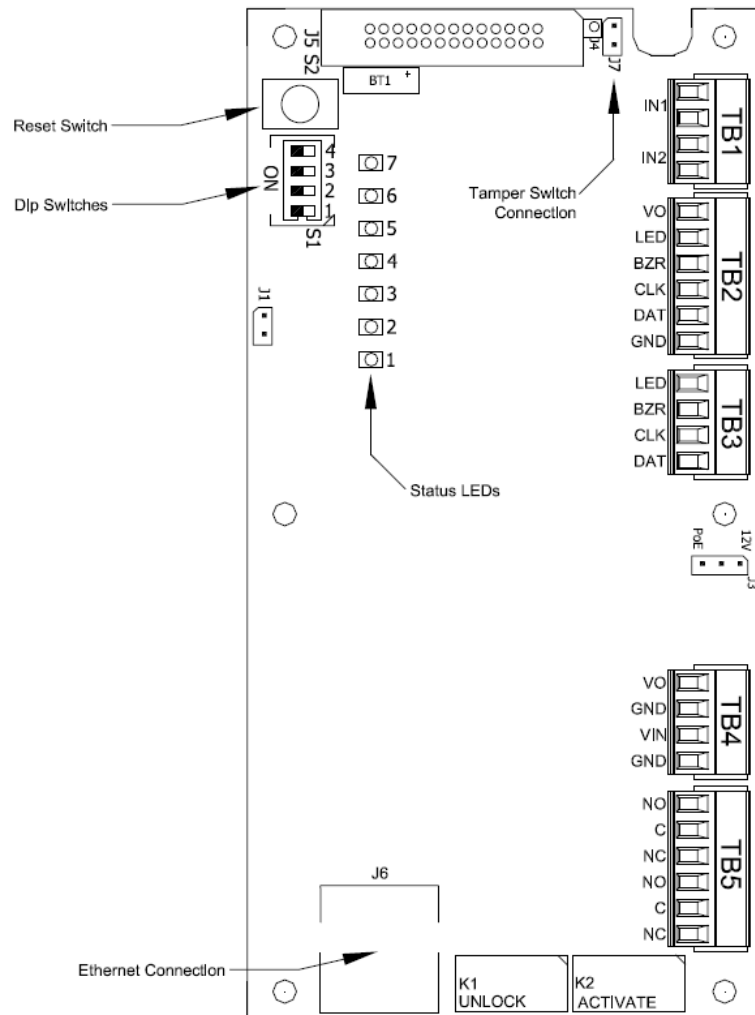 J5 S2
J4
J7
BT1 +
Reset Switch
Dip Switches
ON
4
3
2
1
S1
7
6
5
4
3
2
1
J1
Tamper Switch
Connection
Status LEDs
IN1
IN2
TB1
VO
LED
BZR
CLK
DAT
GND
TB2
LED
BZR
CLK
DAT
TB3
PoE
12V
J3
VO
GND
VIN
GND
TB4
NO
C
NC
NO
C
NC
TB5
J6
Ethernet Connection
K1
UNLOCK
K2
ACTIVATE